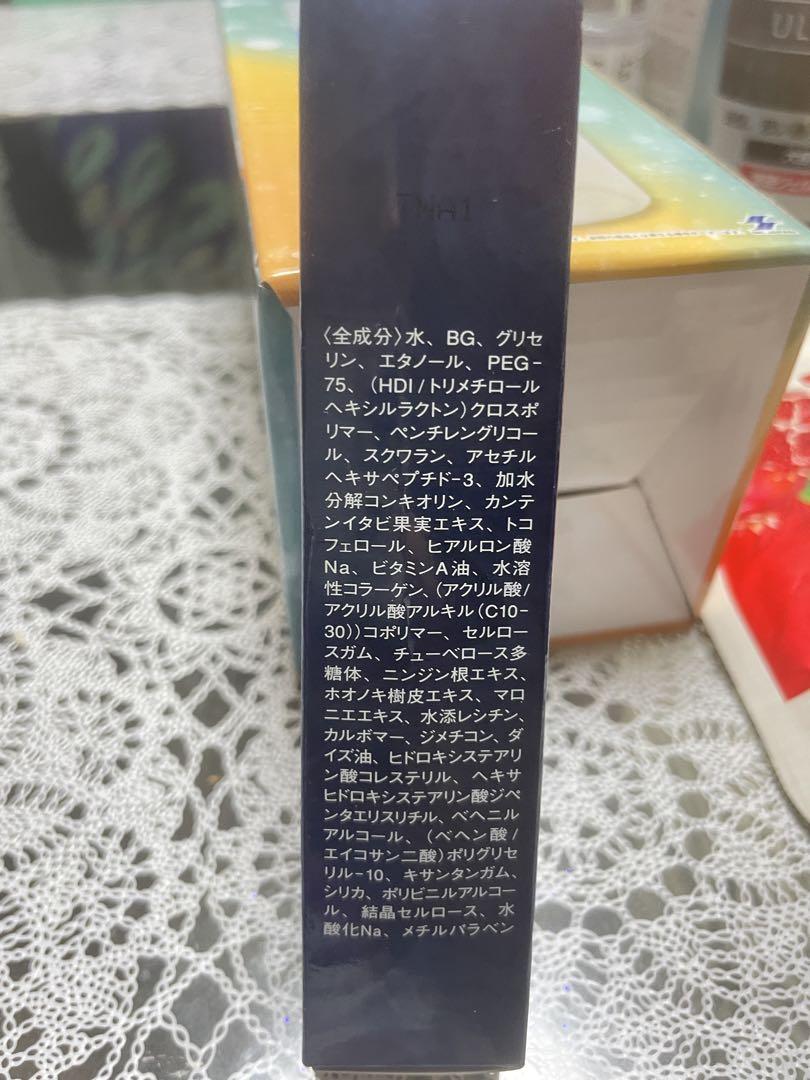 UL
NA1
〈全成分〉水、BG、グリセ
リン、エタノール、PEG-
75、(HDI/トリメチロール
ヘキシルラクトン)クロスポ
リマー、ペンチレングリコー
ル、スクワラン、アセチル
ヘキサペプチド-3、加水
分解コンキオリン、カンテ
ンイタビ果実エキス、トコ
フェロール、ヒアルロン酸
Na、ビタミンA油、水溶
性コラーゲン、(アクリル酸/
アクリル酸アルキル(C10-
30))コポリマー、セルロー
スガム、チューベロース多
糖体、ニンジン根エキス、
ホオノキ樹皮エキス、マロ
ニエエキス、水添レシチン、
カルボマー、ジメチコン、ダ
イズ油、ヒドロキシステアリ
ン酸コレステリル、ヘキサ
ヒドロキシステアリン酸ジペ
ンタエリスリチル、ベヘニル
アルコール、(ベヘン酸/
エイコサン二酸)ポリグリセ
リル-10、キサンタンガム、
シリカ、ポリビニルアルコー
ル、結晶セルロース、水
酸化Na、メチルパラベン